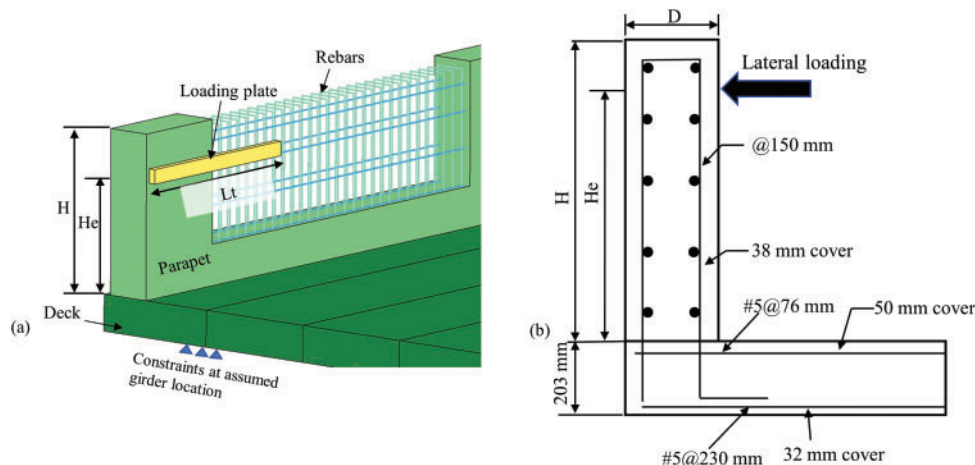 Rebars
Loading plate
H
He
Lt
Parapet
Deck
(a)
Constraints at assumed
girder location
D
Lateral loading
@150 mm
H
He
38 mm cover
#5@76 mm
50 mm cover
(b)
203 mm
#5@230 mm
32 mm cover